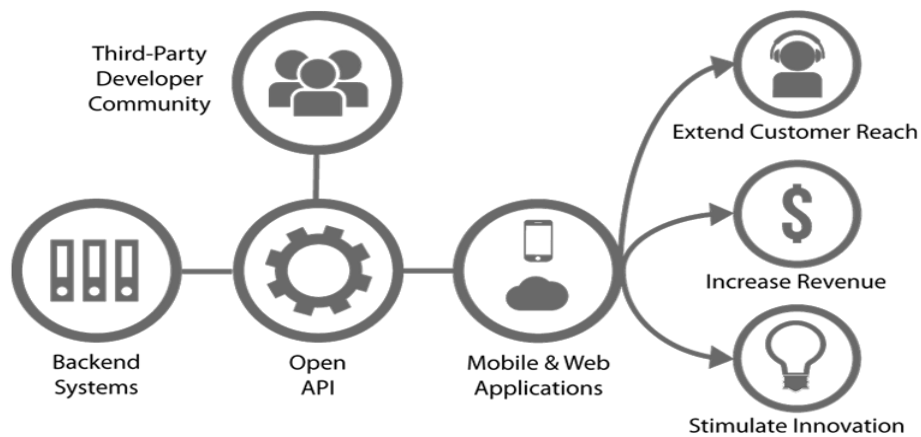 Third-Party
Developer
Community
Extend Customer Reach
Increase Revenue
Backend
Systems
Open
API
Mobile & Web
Applications
Stimulate Innovation